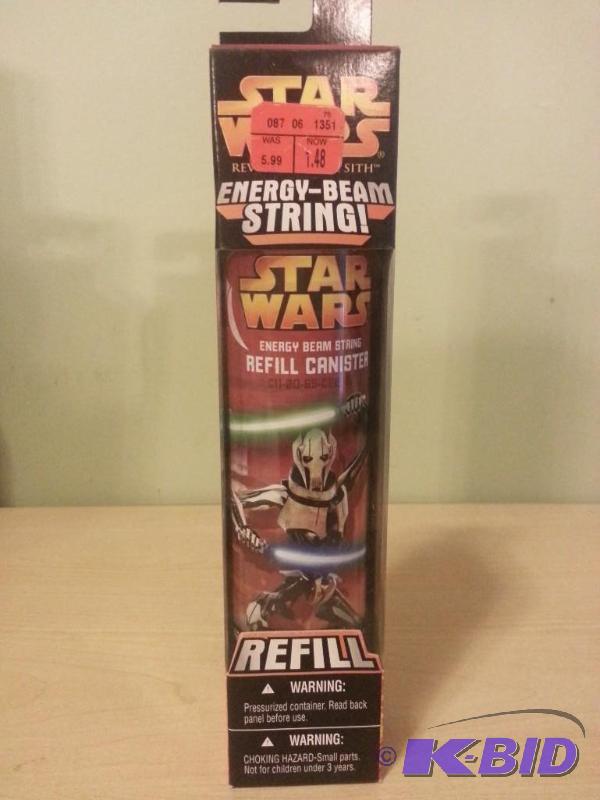 STAR
WARS®
087 06 1351
WAS NOW
5.99 1.48
SITH™
ENERGY-BEAM
STRING!
STAR
WARS
ENERGY BEAM STRING
REFILL CANISTER
REFILL
WARNING:
Pressurized container. Read back
panel before use.
WARNING:
CHOKING HAZARD-Small parts.
Not for children under 3 years.
© K-BID